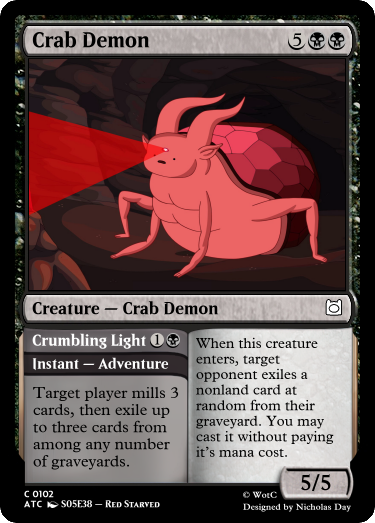 Crab Demon 5
Creature — Crab Demon
Crumbling Light 1
Instant — Adventure
Target player mills 3
cards, then exile up
to three cards from
among any number
of graveyards.
When this creature
enters, target
opponent exiles a
nonland card at
random from their
graveyard. You may
cast it without paying
it's mana cost.
5/5
C 0102
ATC S05E38 – Red Starved
© WotC
Designed by Nicholas Day